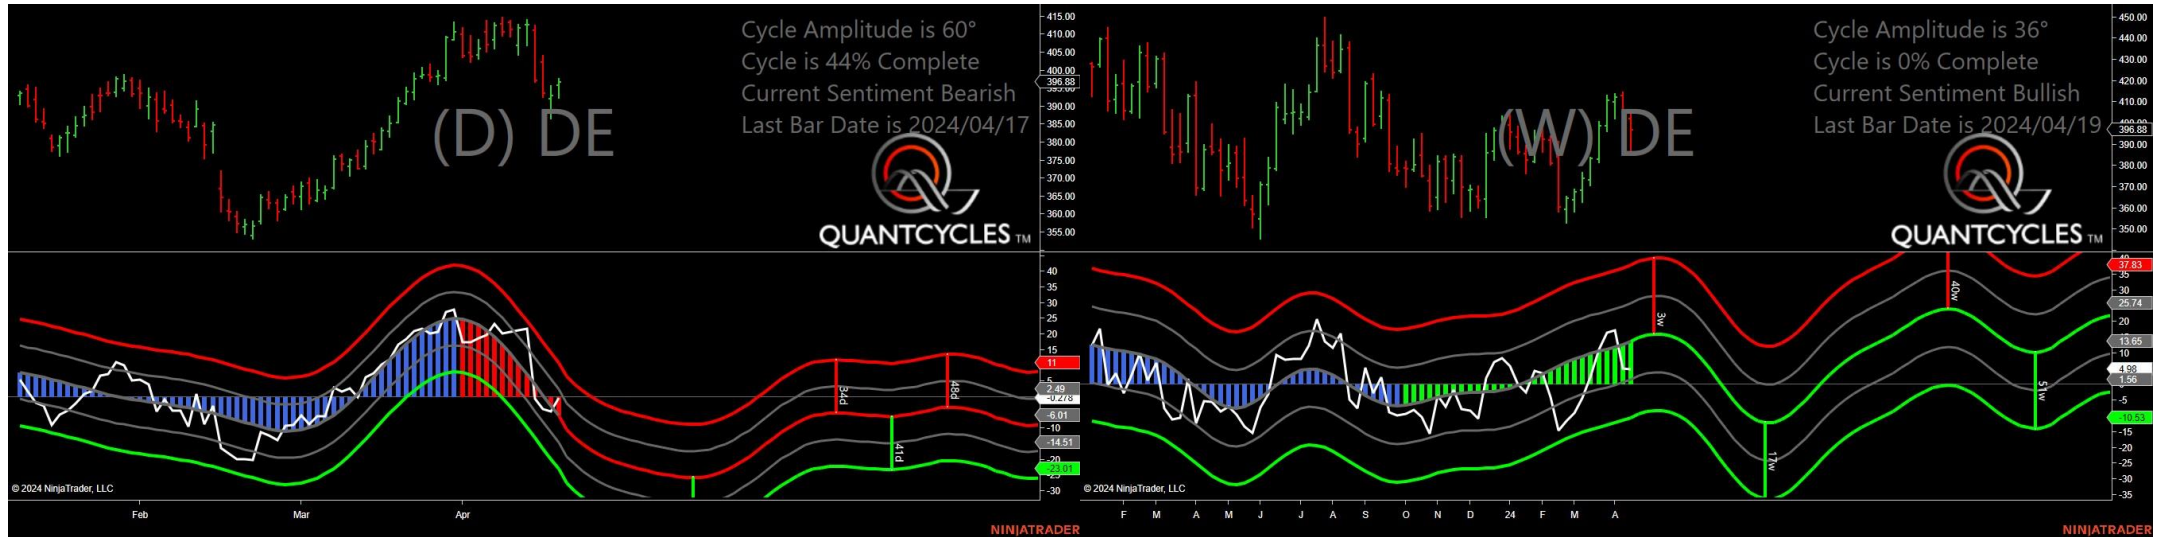 Cycle Amplitude is 60°
Cycle is 44% Complete
Current Sentiment Bearish
Last Bar Date is 2024/04/17
(D) DE
QUANTCYCLES TM
415.00
410.00
405.00
400.00
396.88
390.00
385.00
380.00
375.00
370.00
365.00
360.00
355.00
40
35
30
25
20
15
11
2.49
-0.278
-6.01
-10
-14.51
-20
-23.01
-30
34d
48d
41d
© 2024 NinjaTrader, LLC
Feb Mar Apr
NINJATRADER
Cycle Amplitude is 36°
Cycle is 0% Complete
Current Sentiment Bullish
Last Bar Date is 2024/04/19
(W) DE
QUANTCYCLES TM
450.00
440.00
430.00
420.00
410.00
396.88
390.00
380.00
370.00
360.00
350.00
37.83
35
30
25.74
20
13.65
10
4.98
1.56
-5
-10.53
-15
-20
-25
-30
-35
3w
40w
17w
51w
© 2024 NinjaTrader, LLC
F M A M J J A S O N D 24 F M A
NINJATRADER